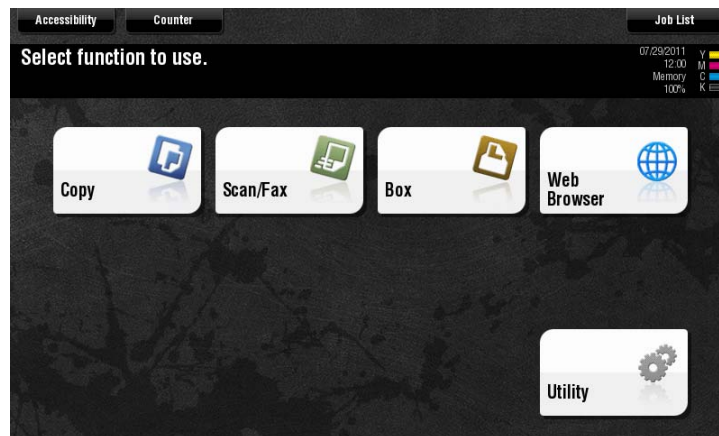 Accessibility
Counter
Job List
Select function to use.
07/29/2011
12:00
Memory
100%
Y
M
C
K
Copy
Scan/Fax
Box
Web
Browser
Utility